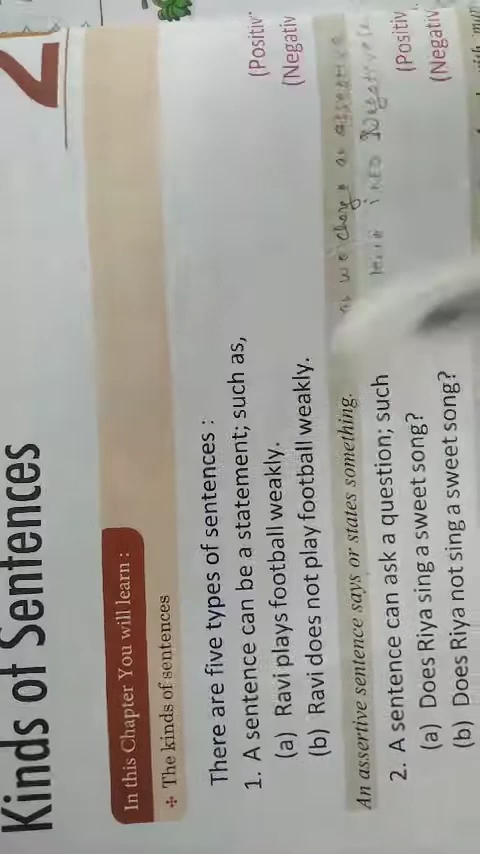 2
Kinds of Sentences
In this Chapter You will learn :
✣ The kinds of sentences
There are five types of sentences :
1. A sentence can be a statement; such as,
(a) Ravi plays football weakly. (Positiv
(b) Ravi does not play football weakly. (Negativ
An assertive sentence says or states something. we change
2. A sentence can ask a question; such
(a) Does Riya sing a sweet song? (Positiv
(b) Does Riya not sing a sweet song? (Negativ